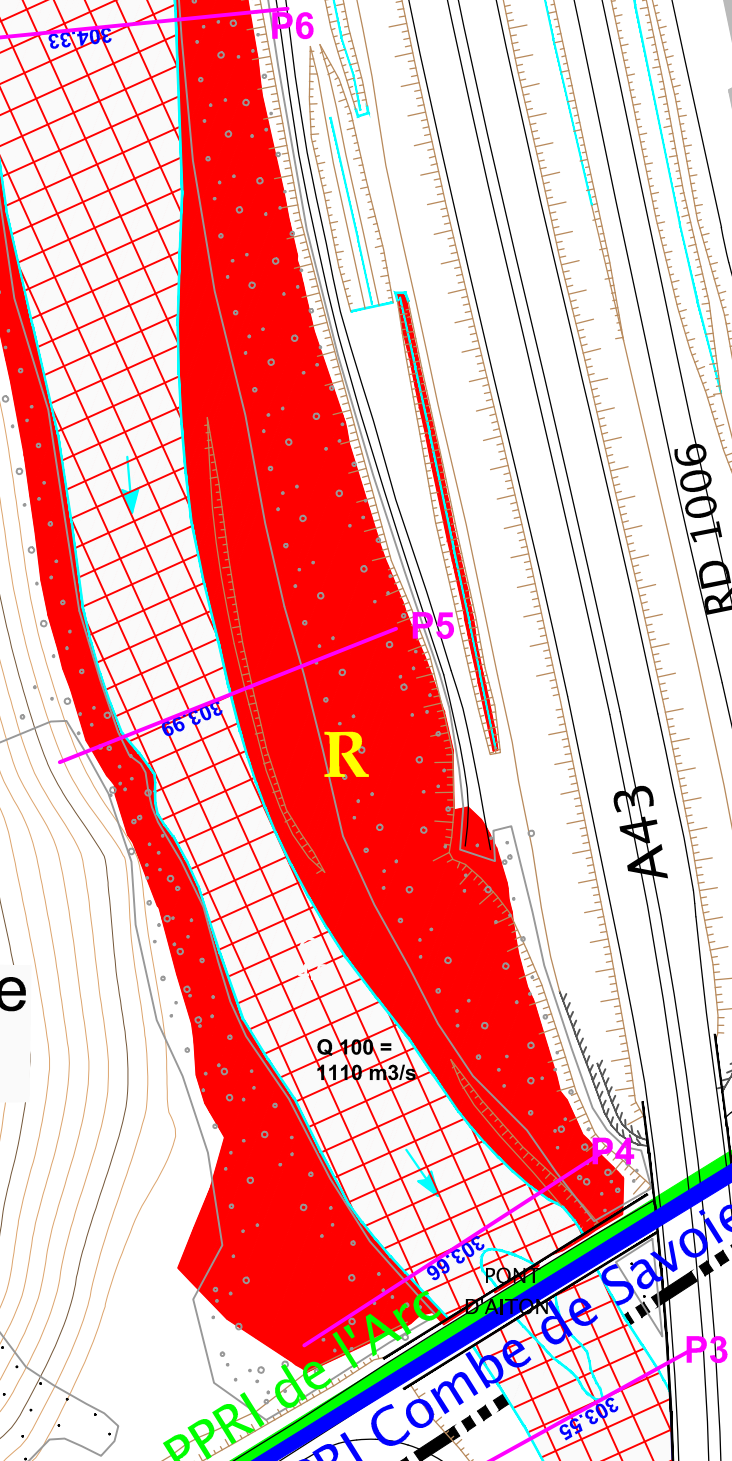 P6
304.33
RD 1006
P5
303.99
R
A43
e
Q 100 =
1110 m3/s
P4
303.66
PONT
D'AITON
PPRI de l'Arc
PRI Combe de Savoie
P3
303.55